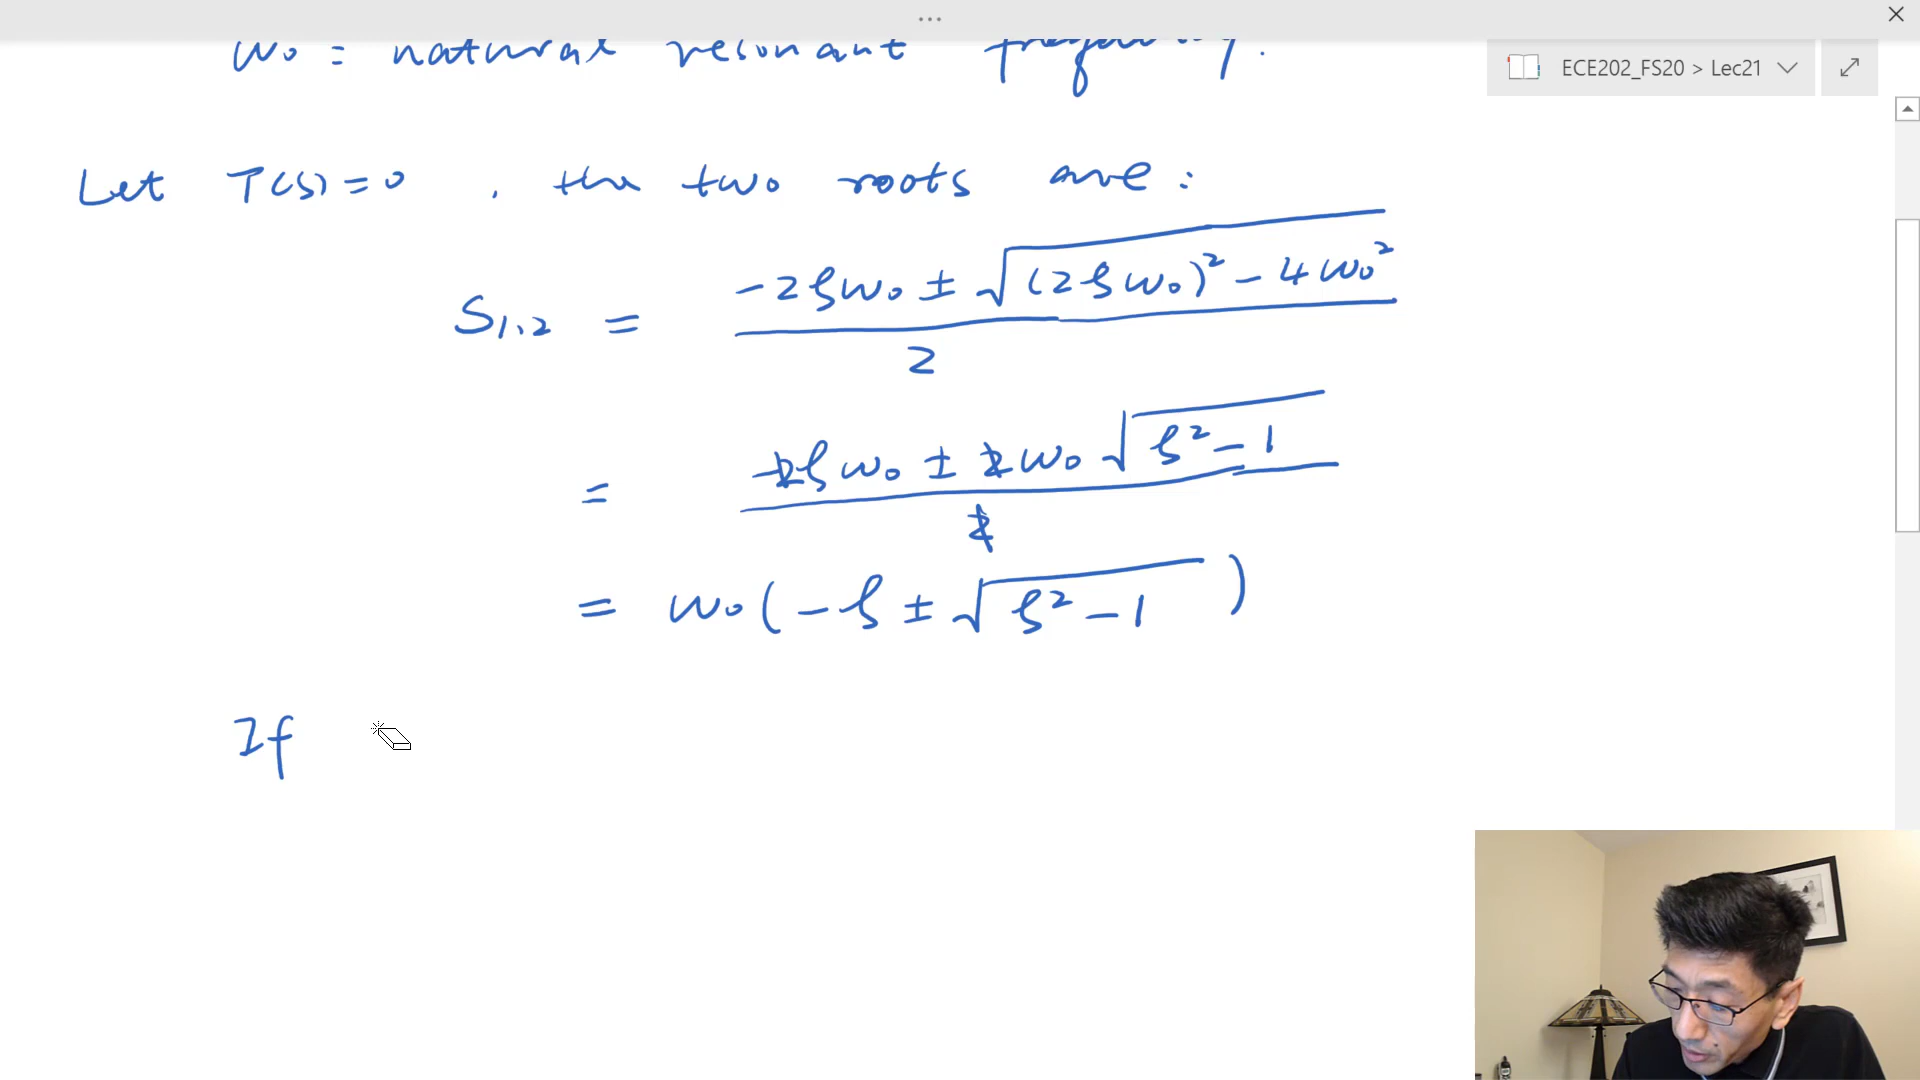 ...
ω₀ = natural resonant frequency.
ECE202_FS20 > Lec21
Let T(s)=0 , the two roots are:
S₁,₂ = (-2ζω₀ ± √((2ζω₀)² - 4ω₀²)) / 2
= (-2ζω₀ ± 2ω₀√(ζ² - 1)) / 2
= ω₀(-ζ ± √(ζ² - 1))
If